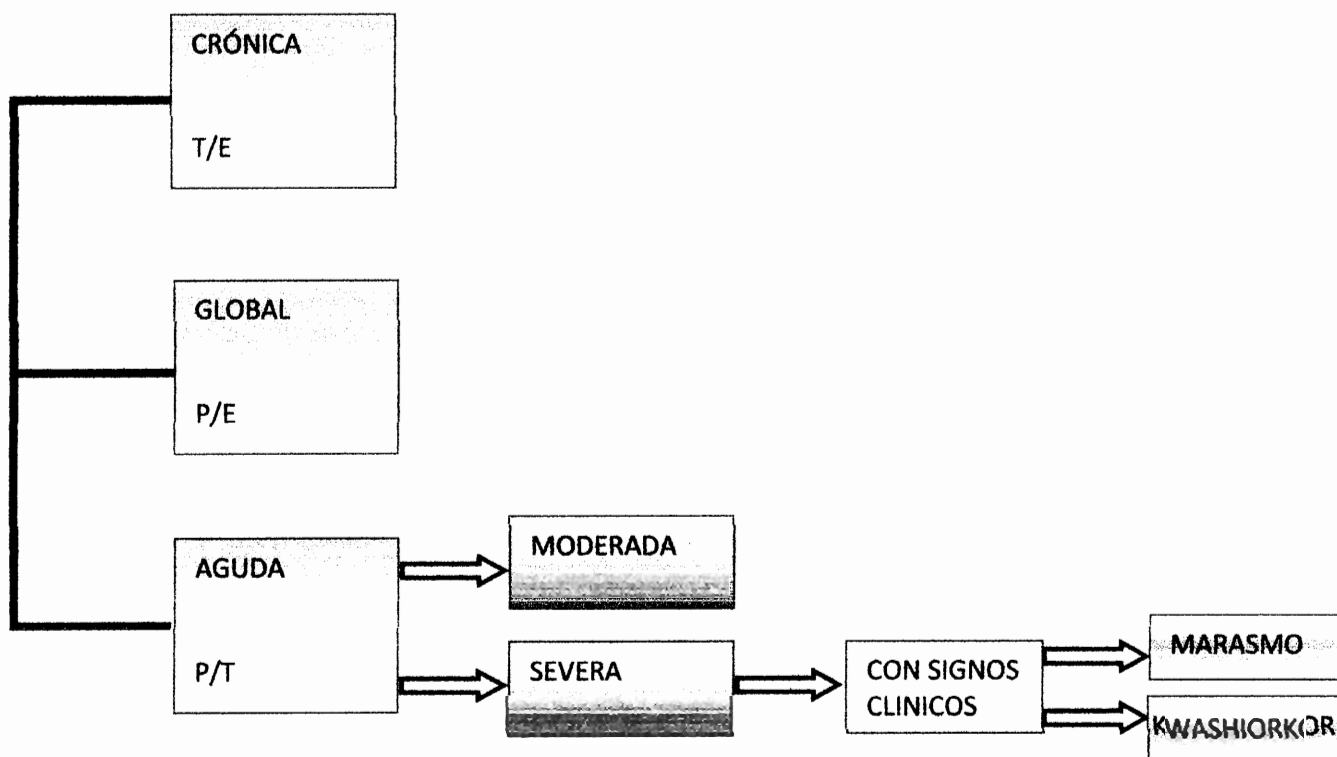 CRÓNICA
T/E
GLOBAL
P/E
AGUDA
P/T
MODERADA
SEVERA
CON SIGNOS
CLINICOS
MARASMO
KWASHIORKOR